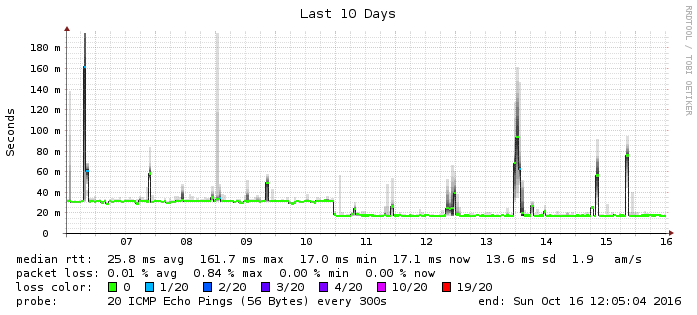 Last 10 Days
RRDTOOL / TOBI OETIKER
Seconds
180 m
160 m
140 m
120 m
100 m
80 m
60 m
40 m
20 m
0
07 08 09 10 11 12 13 14 15 16
median rtt: 25.8 ms avg 161.7 ms max 17.0 ms min 17.1 ms now 13.6 ms sd 1.9 am/s
packet loss: 0.01 % avg 0.84 % max 0.00 % min 0.00 % now
loss color: 0 1/20 2/20 3/20 4/20 10/20 19/20
probe: 20 ICMP Echo Pings (56 Bytes) every 300s end: Sun Oct 16 12:05:04 2016